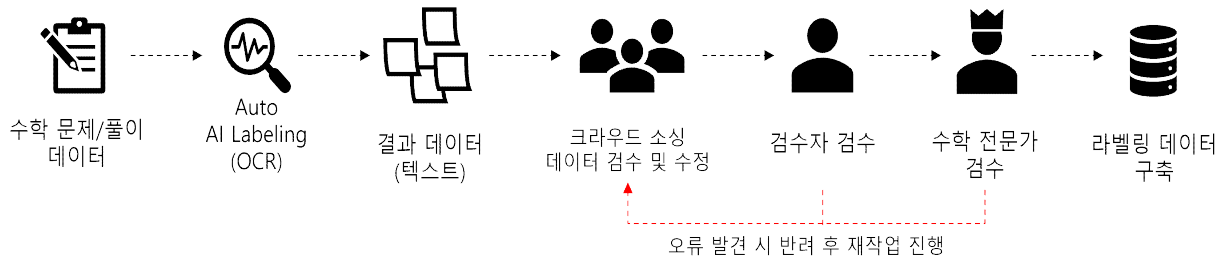 수학 문제/풀이
데이터
Auto
AI Labeling
(OCR)
결과 데이터
(텍스트)
크라우드 소싱
데이터 검수 및 수정
검수자 검수
수학 전문가
검수
라벨링 데이터
구축
오류 발견 시 반려 후 재작업 진행